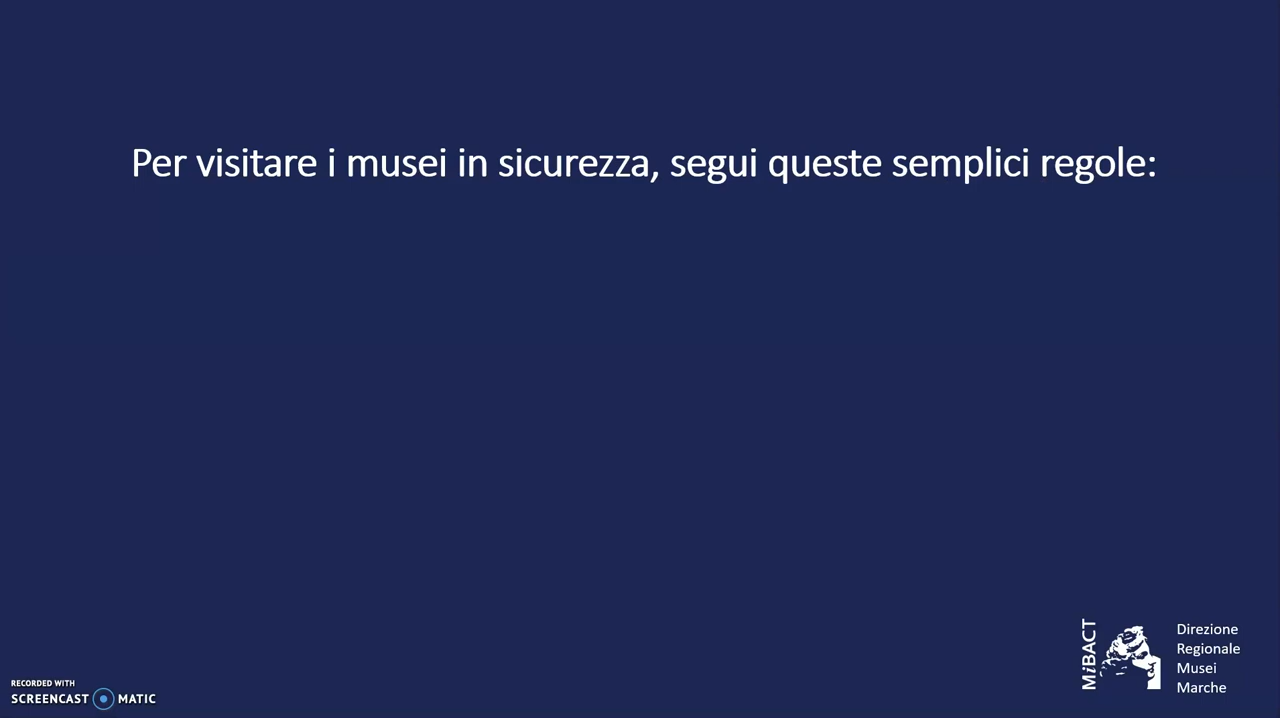 Per visitare i musei in sicurezza, segui queste semplici regole:
MiBACT
Direzione
Regionale
Musei
Marche
RECORDED WITH
SCREENCAST MATIC